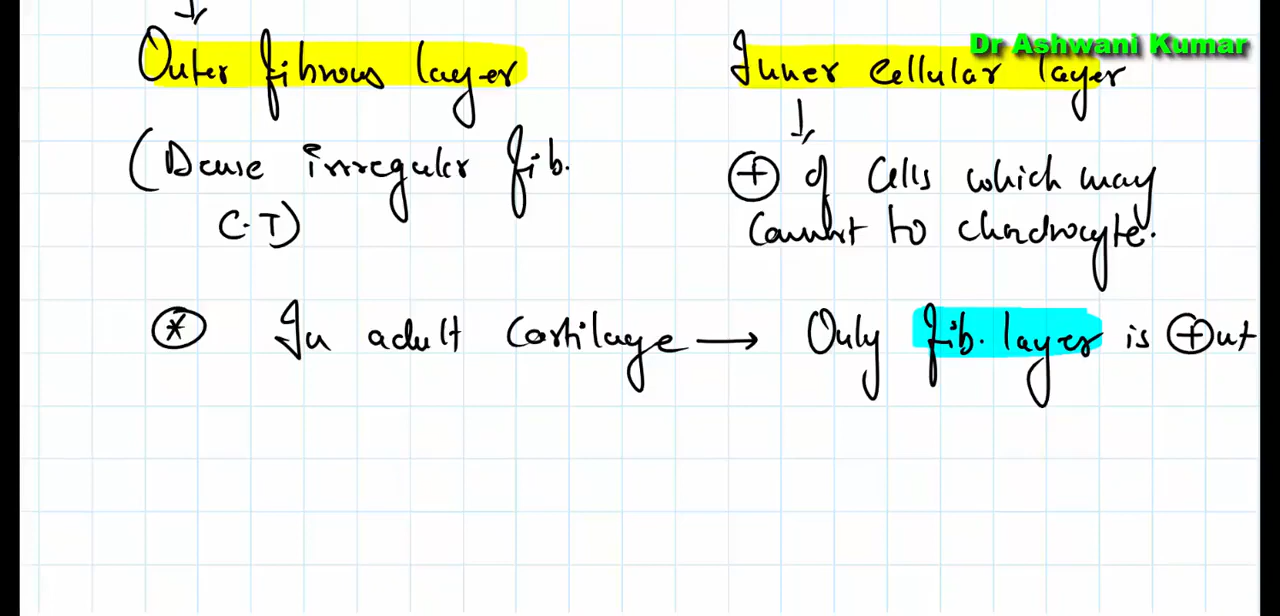 Dr Ashwani Kumar
Outer fibrous layer
(Dense irregular fib.
C.T)
Inner Cellular layer
⊕ of Cells which may
Convert to chondrocyte.
* In adult Cartilage → Only fib. layer is ⊕nt